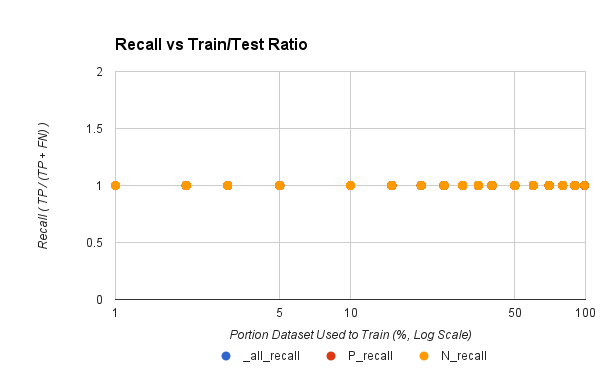 Recall vs Train/Test Ratio
2
1.5
1
0.5
0
Recall ( TP / (TP + FN) )
1 5 10 50 100
Portion Dataset Used to Train (%, Log Scale)
_all_recall P_recall N_recall